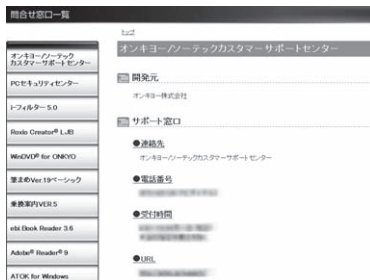 問合せ窓口一覧
トップ
オンキヨー/ソーテックカスタマーサポートセンター
オンキヨー/ソーテック
カスタマーサポートセンター
PCセキュリティセンター
i-フィルター 5.0
Roxio Creator® LJB
WinDVD® for ONKYO
筆まめVer.19ベーシック
乗換案内VER.5
ebi.Book Reader 3.6
Adobe® Reader® 9
ATOK for Windows
開発元
オンキヨー株式会社
サポート窓口
●連絡先
オンキヨー/ソーテックカスタマーサポートセンター
●電話番号
●受付時間
●URL